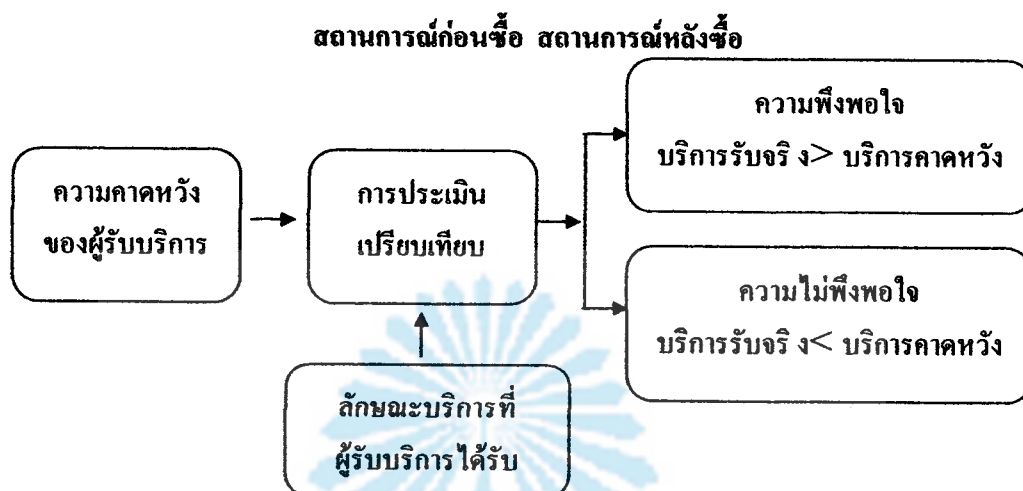 สถานการณ์ก่อนซื้อ สถานการณ์หลังซื้อ
ความพึงพอใจ
บริการรับจริง> บริการคาดหวัง
ความคาดหวัง
ของผู้รับบริการ
การประเมิน
เปรียบเทียบ
ความไม่พึงพอใจ
บริการรับจริง< บริการคาดหวัง
ลักษณะบริการที่
ผู้รับบริการได้รับ